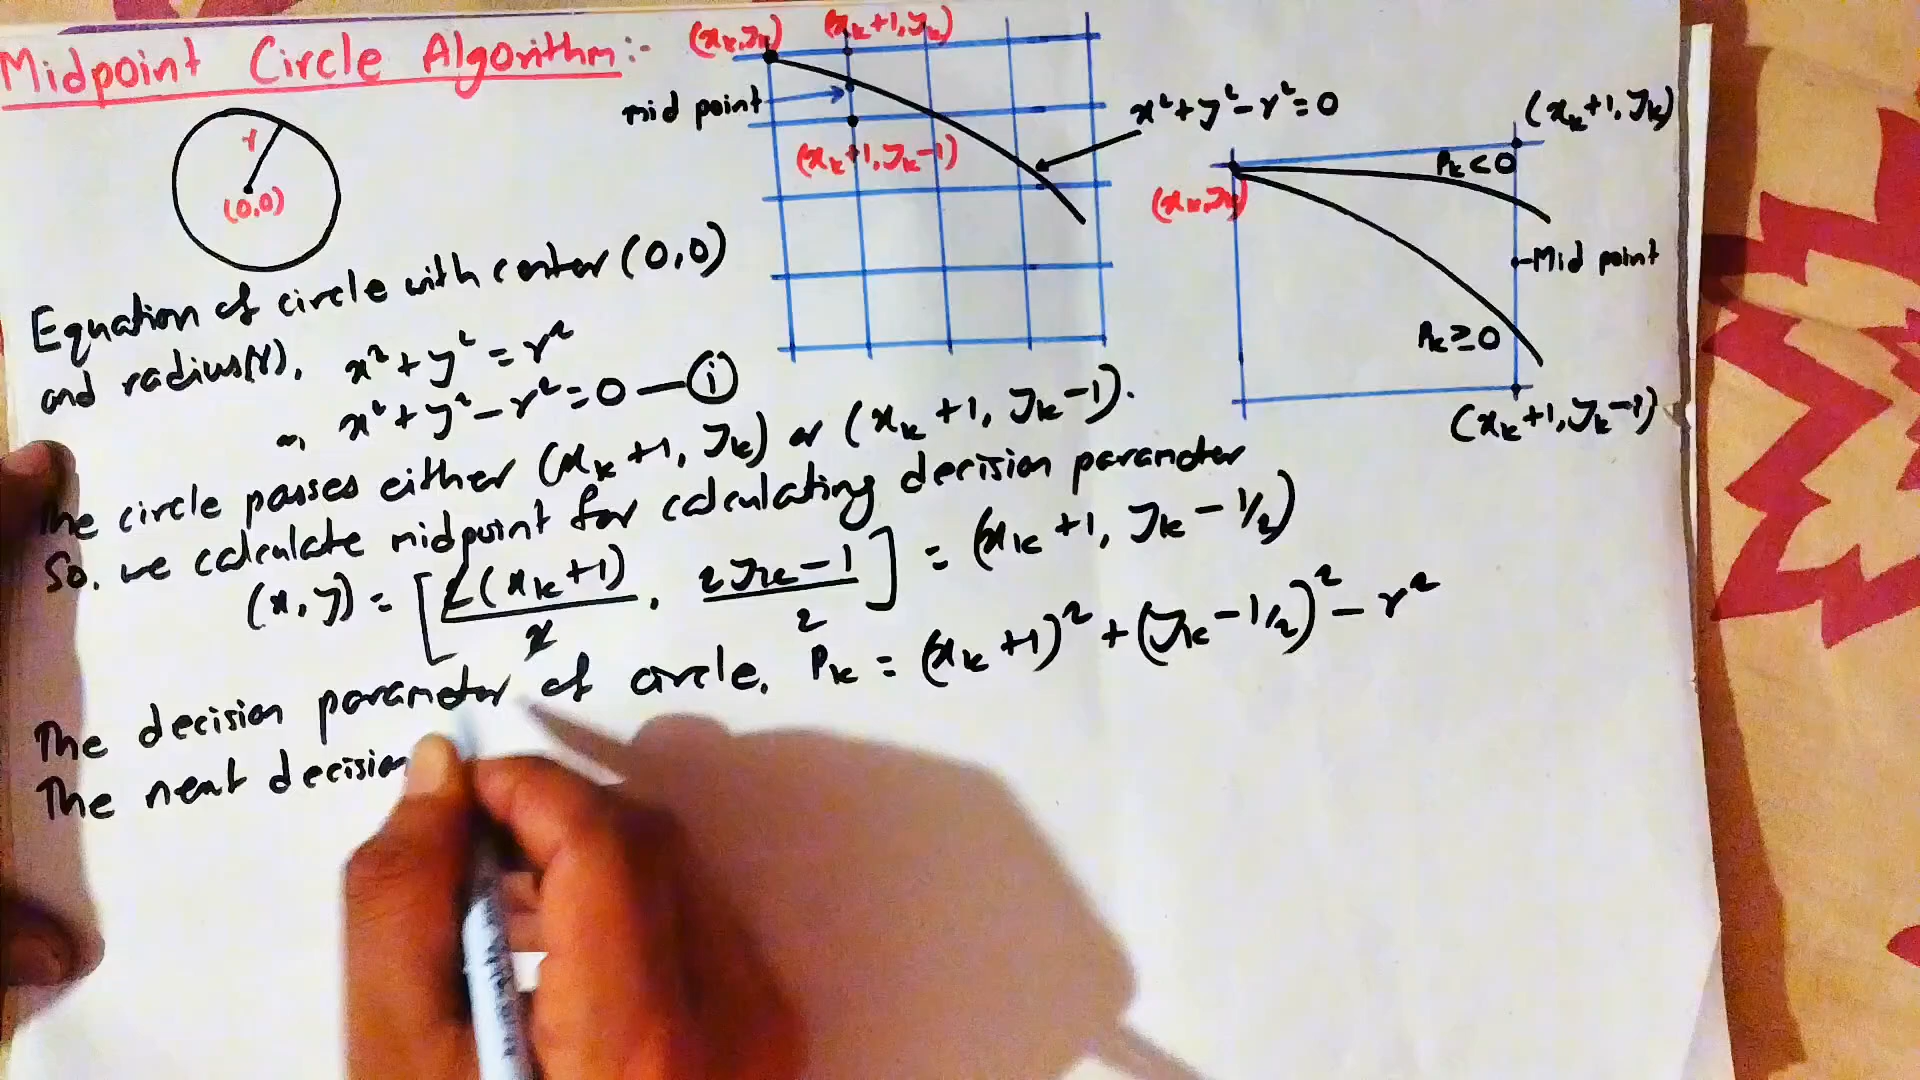 Midpoint Circle Algorithm:-
r
(0,0)
(xₖ,yₖ)
(xₖ+1,yₖ)
mid point
(xₖ+1,yₖ-1)
x²+y²-r²=0
(xₖ+1,yₖ)
Pₖ<0
(xₖ,yₖ)
Mid point
Pₖ≥0
(xₖ+1,yₖ-1)
Equation of circle with center (0,0)
and radius(r), x²+y²=r²
x²+y²-r²=0 — (i)
The circle passes either (xₖ+1, yₖ) or (xₖ+1, yₖ-1).
So, we calculate midpoint for calculating decision parameter
(x,y) = [2(xₖ+1)/2, 2yₖ-1/2] = (xₖ+1, yₖ-1/2)
The decision parameter of circle, Pₖ = (xₖ+1)²+(yₖ-1/2)²-r²
The next decision